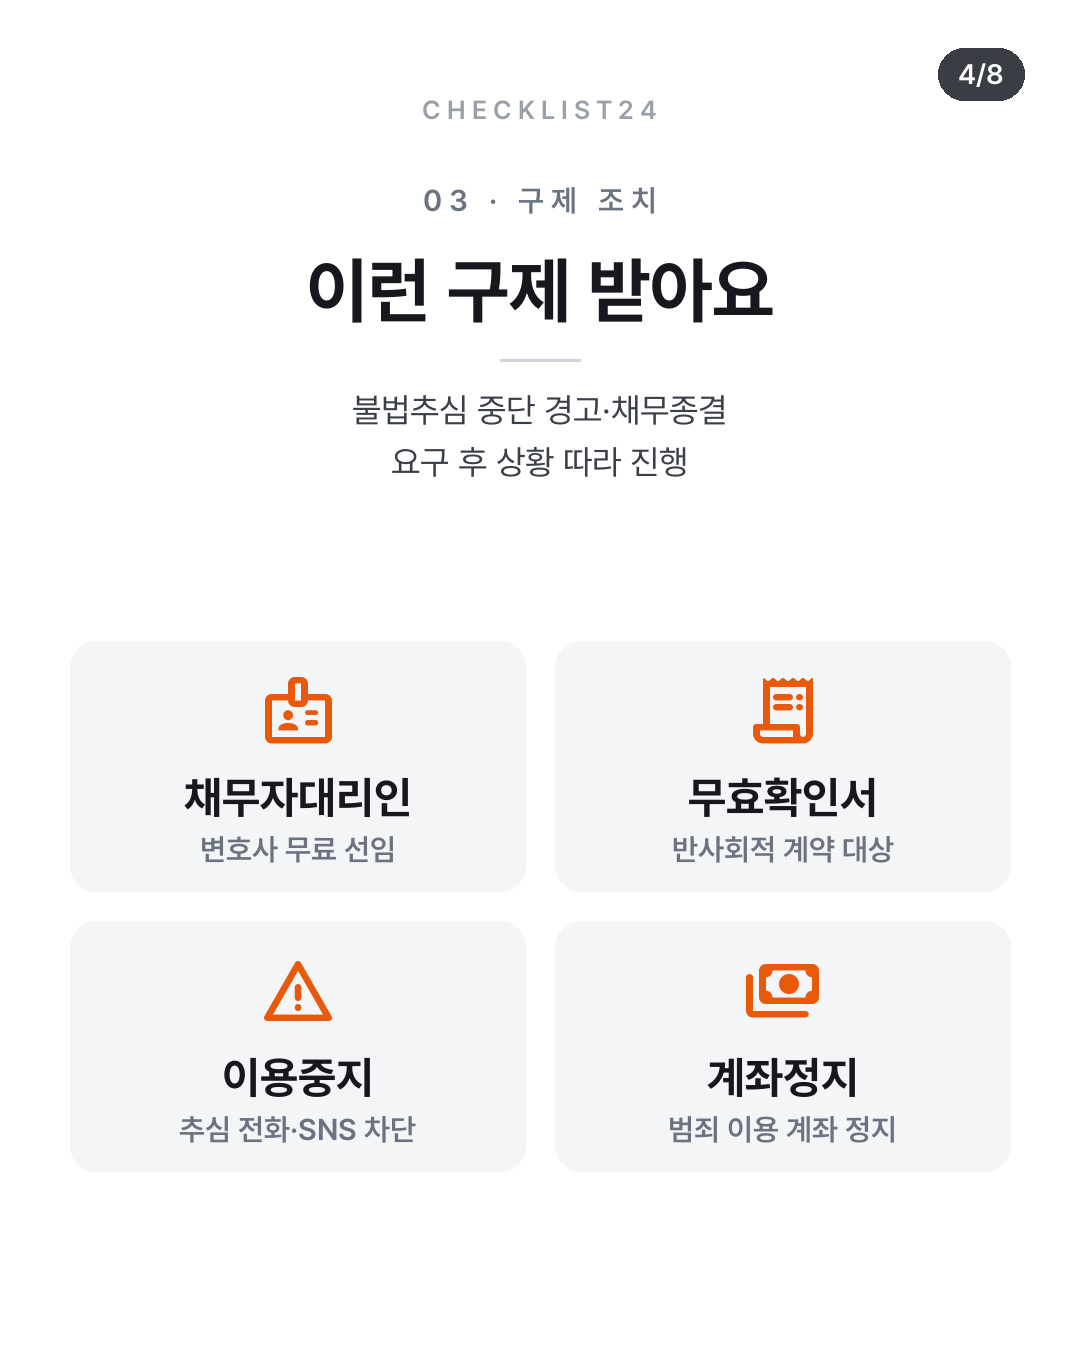 4/8
CHECKLIST24
03 · 구제 조치
이런 구제 받아요
불법추심 중단 경고·채무종결
요구 후 상황 따라 진행
채무자대리인
변호사 무료 선임
무효확인서
반사회적 계약 대상
이용중지
추심 전화·SNS 차단
계좌정지
범죄 이용 계좌 정지